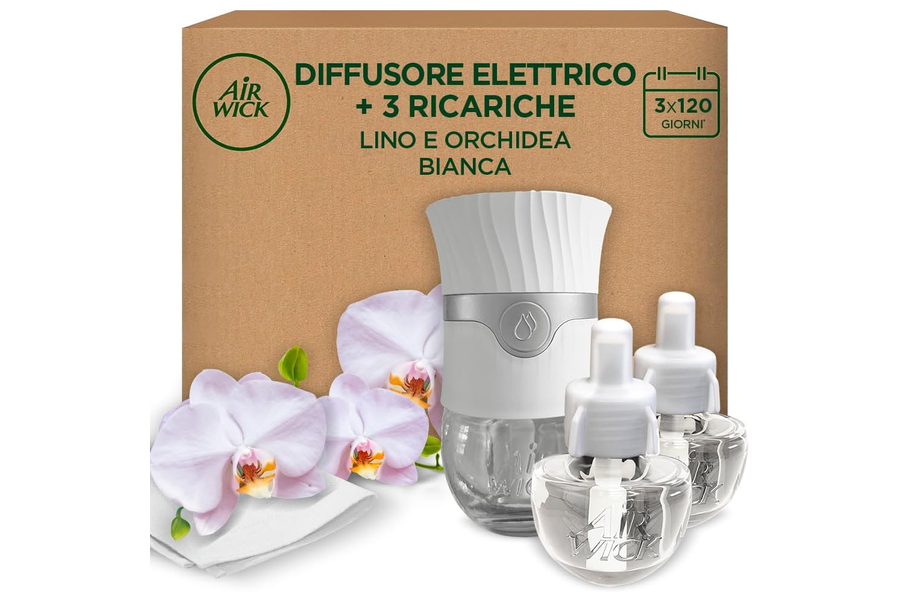 AiR
WICK
DIFFUSORE ELETTRICO
+ 3 RICARICHE
LINO E ORCHIDEA
BIANCA
3x120
GIORNI*
AiR
WICK
AiR
WICK